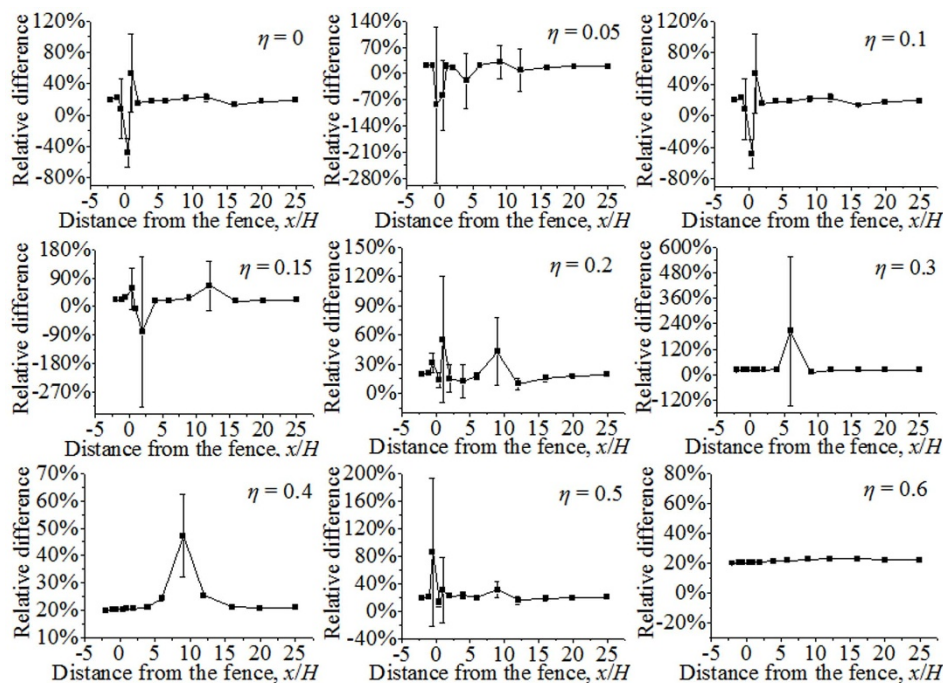 Relative difference
120%
80%
40%
0%
-40%
-80%
η = 0
-5 0 5 10 15 20 25
Distance from the fence, x/H
Relative difference
140%
70%
0%
-70%
-140%
-210%
-280%
η = 0.05
-5 0 5 10 15 20 25
Distance from the fence, x/H
Relative difference
120%
80%
40%
0%
-40%
-80%
η = 0.1
-5 0 5 10 15 20 25
Distance from the fence, x/H
Relative difference
180%
90%
0%
-90%
-180%
-270%
η = 0.15
-5 0 5 10 15 20 25
Distance from the fence, x/H
Relative difference
150%
120%
90%
60%
30%
0%
η = 0.2
-5 0 5 10 15 20 25
Distance from the fence, x/H
Relative difference
600%
480%
360%
240%
120%
0%
-120%
η = 0.3
-5 0 5 10 15 20 25
Distance from the fence, x/H
Relative difference
70%
60%
50%
40%
30%
20%
10%
η = 0.4
0 5 10 15 20 25
Distance from the fence, x/H
Relative difference
200%
160%
120%
80%
40%
0%
-40%
η = 0.5
-5 0 5 10 15 20 25
Distance from the fence, x/H
Relative difference
80%
60%
40%
20%
0%
-20%
η = 0.6
0 5 10 15 20 25
Distance from the fence, x/H